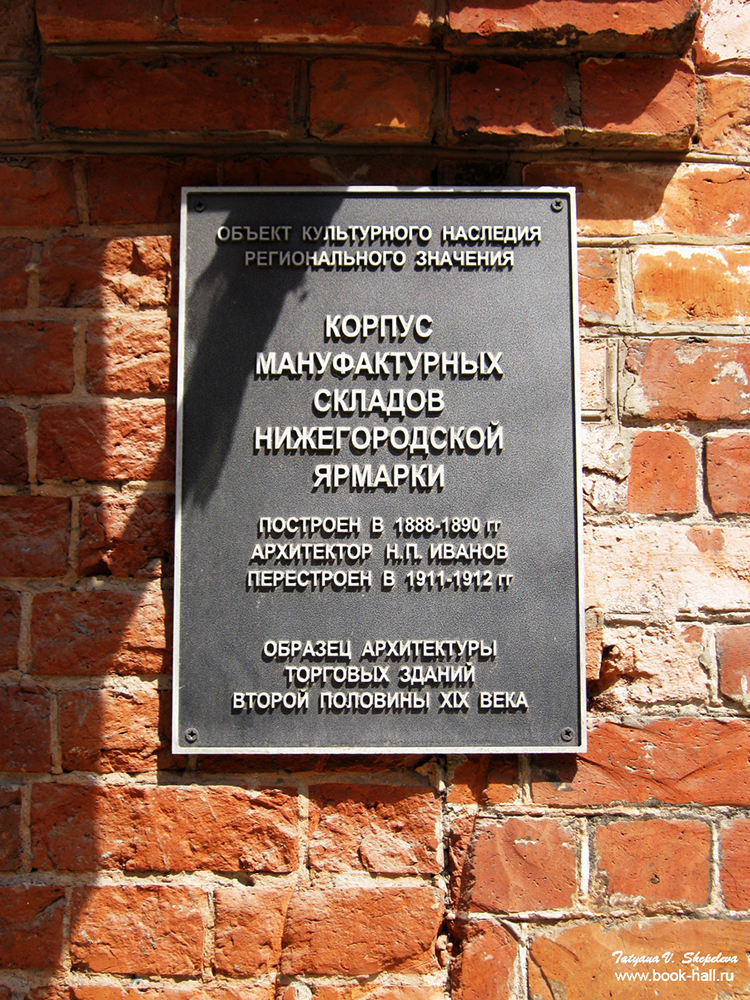 ОБЪЕКТ КУЛЬТУРНОГО НАСЛЕДИЯ
РЕГИОНАЛЬНОГО ЗНАЧЕНИЯ
КОРПУС
МАНУФАКТУРНЫХ
СКЛАДОВ
НИЖЕГОРОДСКОЙ
ЯРМАРКИ
ПОСТРОЕН В 1888-1890 гг
АРХИТЕКТОР Н.П. ИВАНОВ
ПЕРЕСТРОЕН В 1911-1912 гг
ОБРАЗЕЦ АРХИТЕКТУРЫ
ТОРГОВЫХ ЗДАНИЙ
ВТОРОЙ ПОЛОВИНЫ XIX ВЕКА
Tatyana V. Shepeleva
www.book-hall.ru